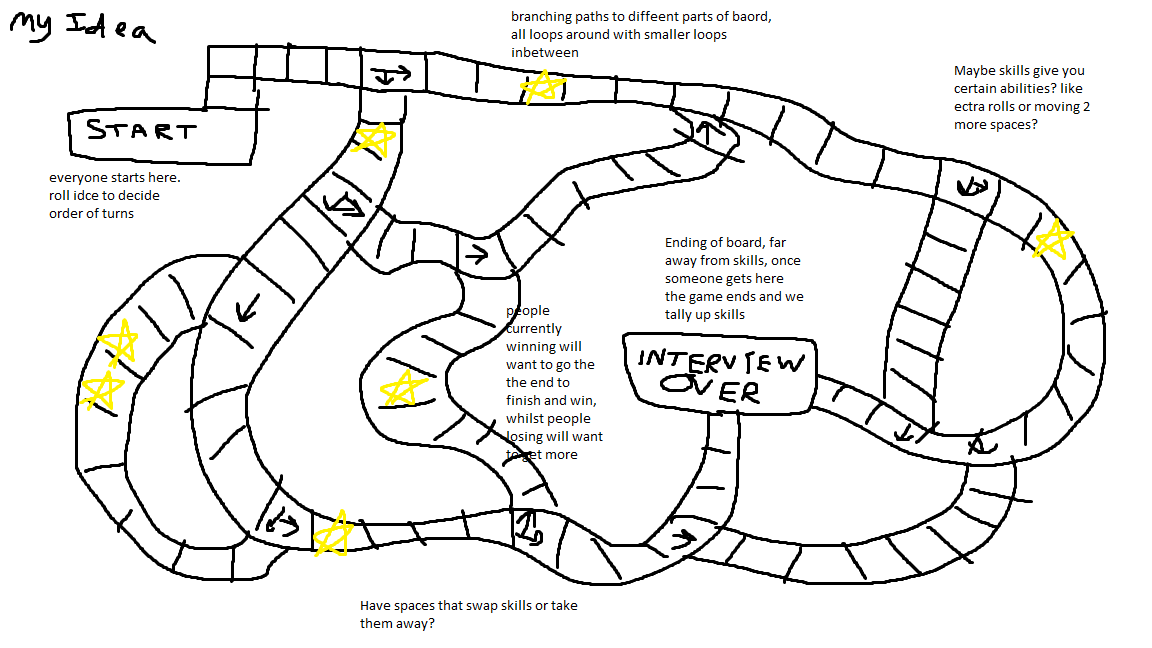 My Idea
branching paths to diffeent parts of baord,
all loops around with smaller loops
inbetween
Maybe skills give you
certain abilities? like
ectra rolls or moving 2
more spaces?
START
everyone starts here.
roll idce to decide
order of turns
Ending of board, far
away from skills, once
someone gets here
the game ends and we
tally up skills
people
currently
winning will
want to go the
the end to
finish and win,
whilst people
losing will want
to get more
INTERVIEW
OVER
Have spaces that swap skills or take
them away?